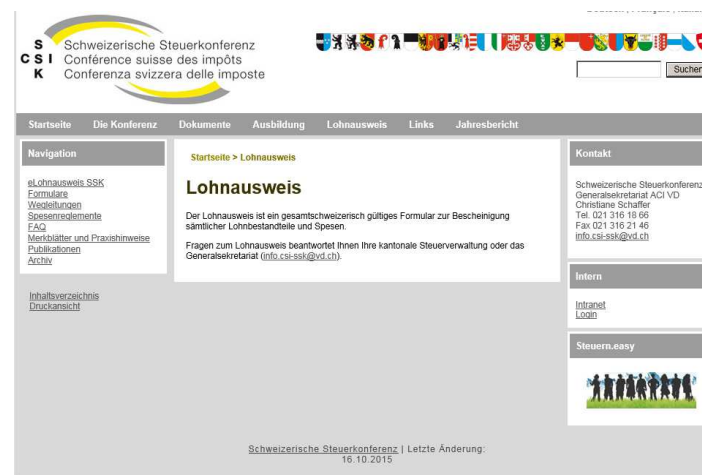 S Schweizerische Steuerkonferenz
CSI Conférence suisse des impôts
K Conferenza svizzera delle imposte
Suchen
Startseite Die Konferenz Dokumente Ausbildung Lohnausweis Links Jahresbericht
Navigation
eLohnausweis SSK
Formulare
Wegleitungen
Spesenreglemente
FAQ
Merkblätter und Praxishinweise
Publikationen
Archiv
Inhaltsverzeichnis
Druckansicht
Startseite > Lohnausweis
Lohnausweis
Der Lohnausweis ist ein gesamtschweizerisch gültiges Formular zur Bescheinigung
sämtlicher Lohnbestandteile und Spesen.
Fragen zum Lohnausweis beantwortet Ihnen Ihre kantonale Steuerverwaltung oder das
Generalsekretariat (info.csi-ssk@vd.ch).
Kontakt
Schweizerische Steuerkonferenz
Generalsekretariat ACI VD
Christiane Schaffer
Tel. 021 316 18 66
Fax 021 316 21 46
info.csi-ssk@vd.ch
Intern
Intranet
Login
Steuern.easy
Schweizerische Steuerkonferenz | Letzte Änderung:
16.10.2015